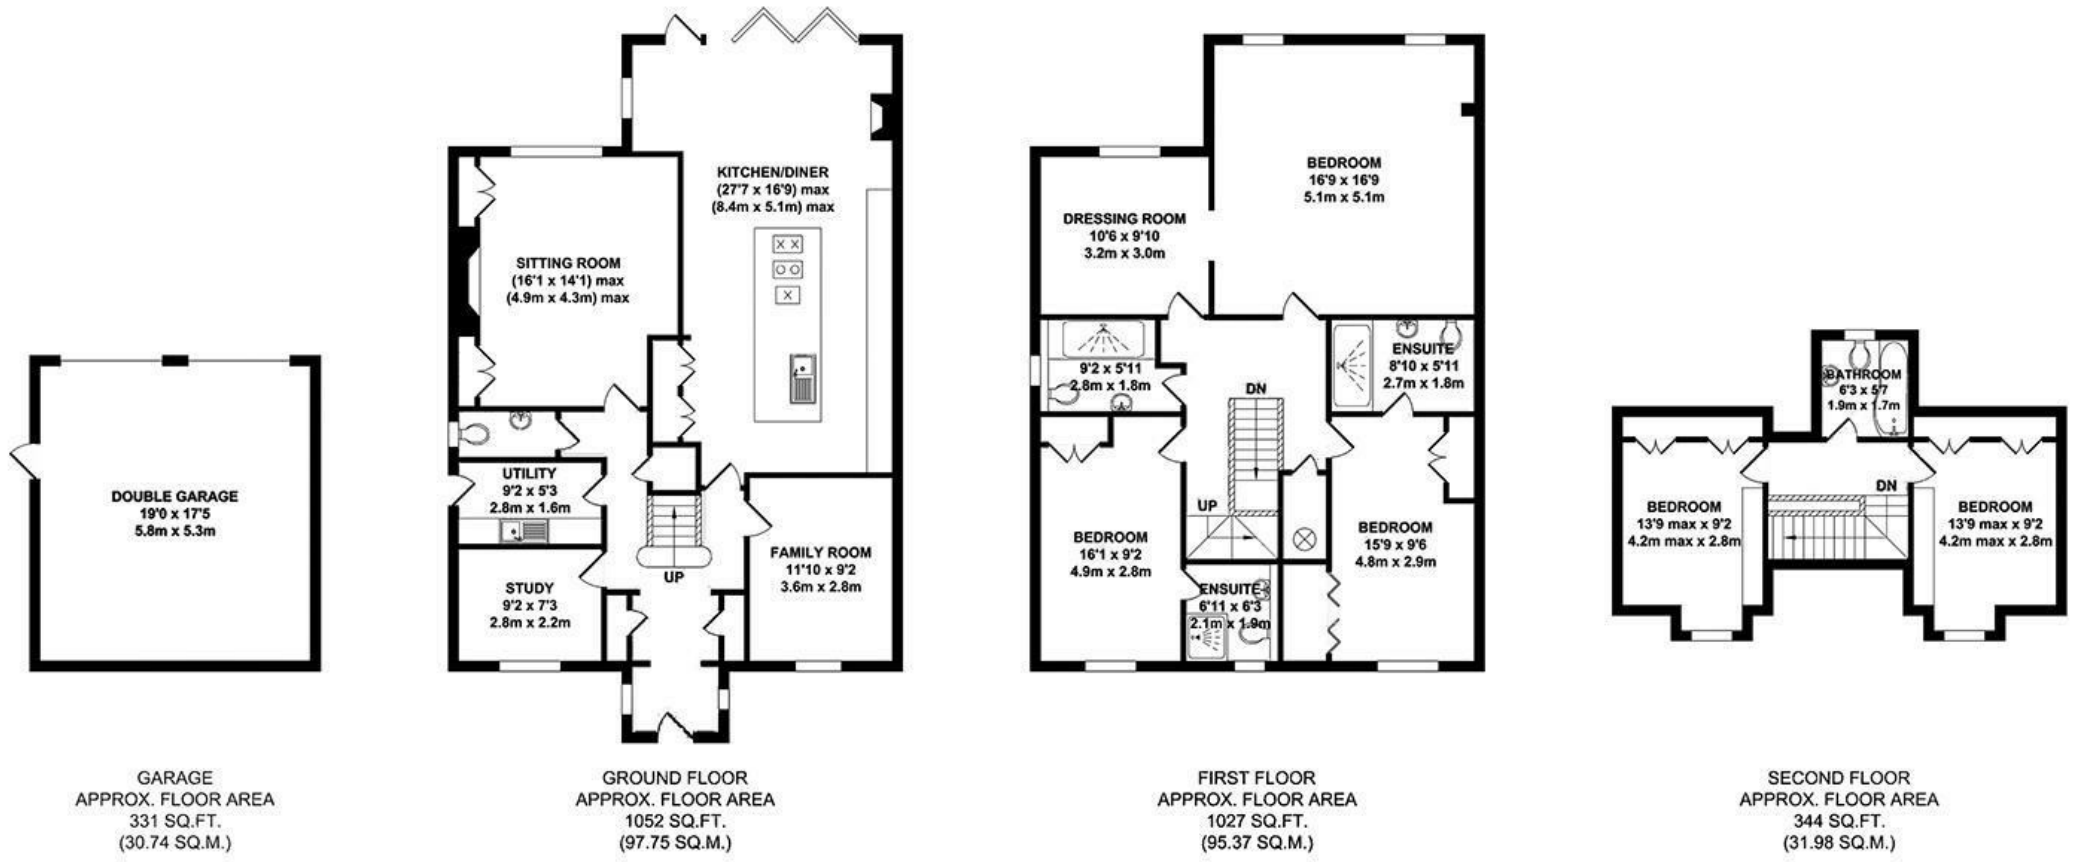 DOUBLE GARAGE
19'0 x 17'5
5.8m x 5.3m
GARAGE
APPROX. FLOOR AREA
331 SQ.FT.
(30.74 SQ.M.)
KITCHEN/DINER
(27'7 x 16'9) max
(8.4m x 5.1m) max
SITTING ROOM
(16'1 x 14'1) max
(4.9m x 4.3m) max
UTILITY
9'2 x 5'3
2.8m x 1.6m
STUDY
9'2 x 7'3
2.8m x 2.2m
UP
FAMILY ROOM
11'10 x 9'2
3.6m x 2.8m
GROUND FLOOR
APPROX. FLOOR AREA
1052 SQ.FT.
(97.75 SQ.M.)
BEDROOM
16'9 x 16'9
5.1m x 5.1m
DRESSING ROOM
10'6 x 9'10
3.2m x 3.0m
9'2 x 5'11
2.8m x 1.8m
ENSUITE
8'10 x 5'11
2.7m x 1.8m
DN
UP
BEDROOM
16'1 x 9'2
4.9m x 2.8m
BEDROOM
15'9 x 9'6
4.8m x 2.9m
ENSUITE
6'11 x 6'3
2.1m x 1.9m
FIRST FLOOR
APPROX. FLOOR AREA
1027 SQ.FT.
(95.37 SQ.M.)
BATHROOM
6'3 x 5'7
1.9m x 1.7m
DN
BEDROOM
13'9 max x 9'2
4.2m max x 2.8m
BEDROOM
13'9 max x 9'2
4.2m max x 2.8m
SECOND FLOOR
APPROX. FLOOR AREA
344 SQ.FT.
(31.98 SQ.M.)